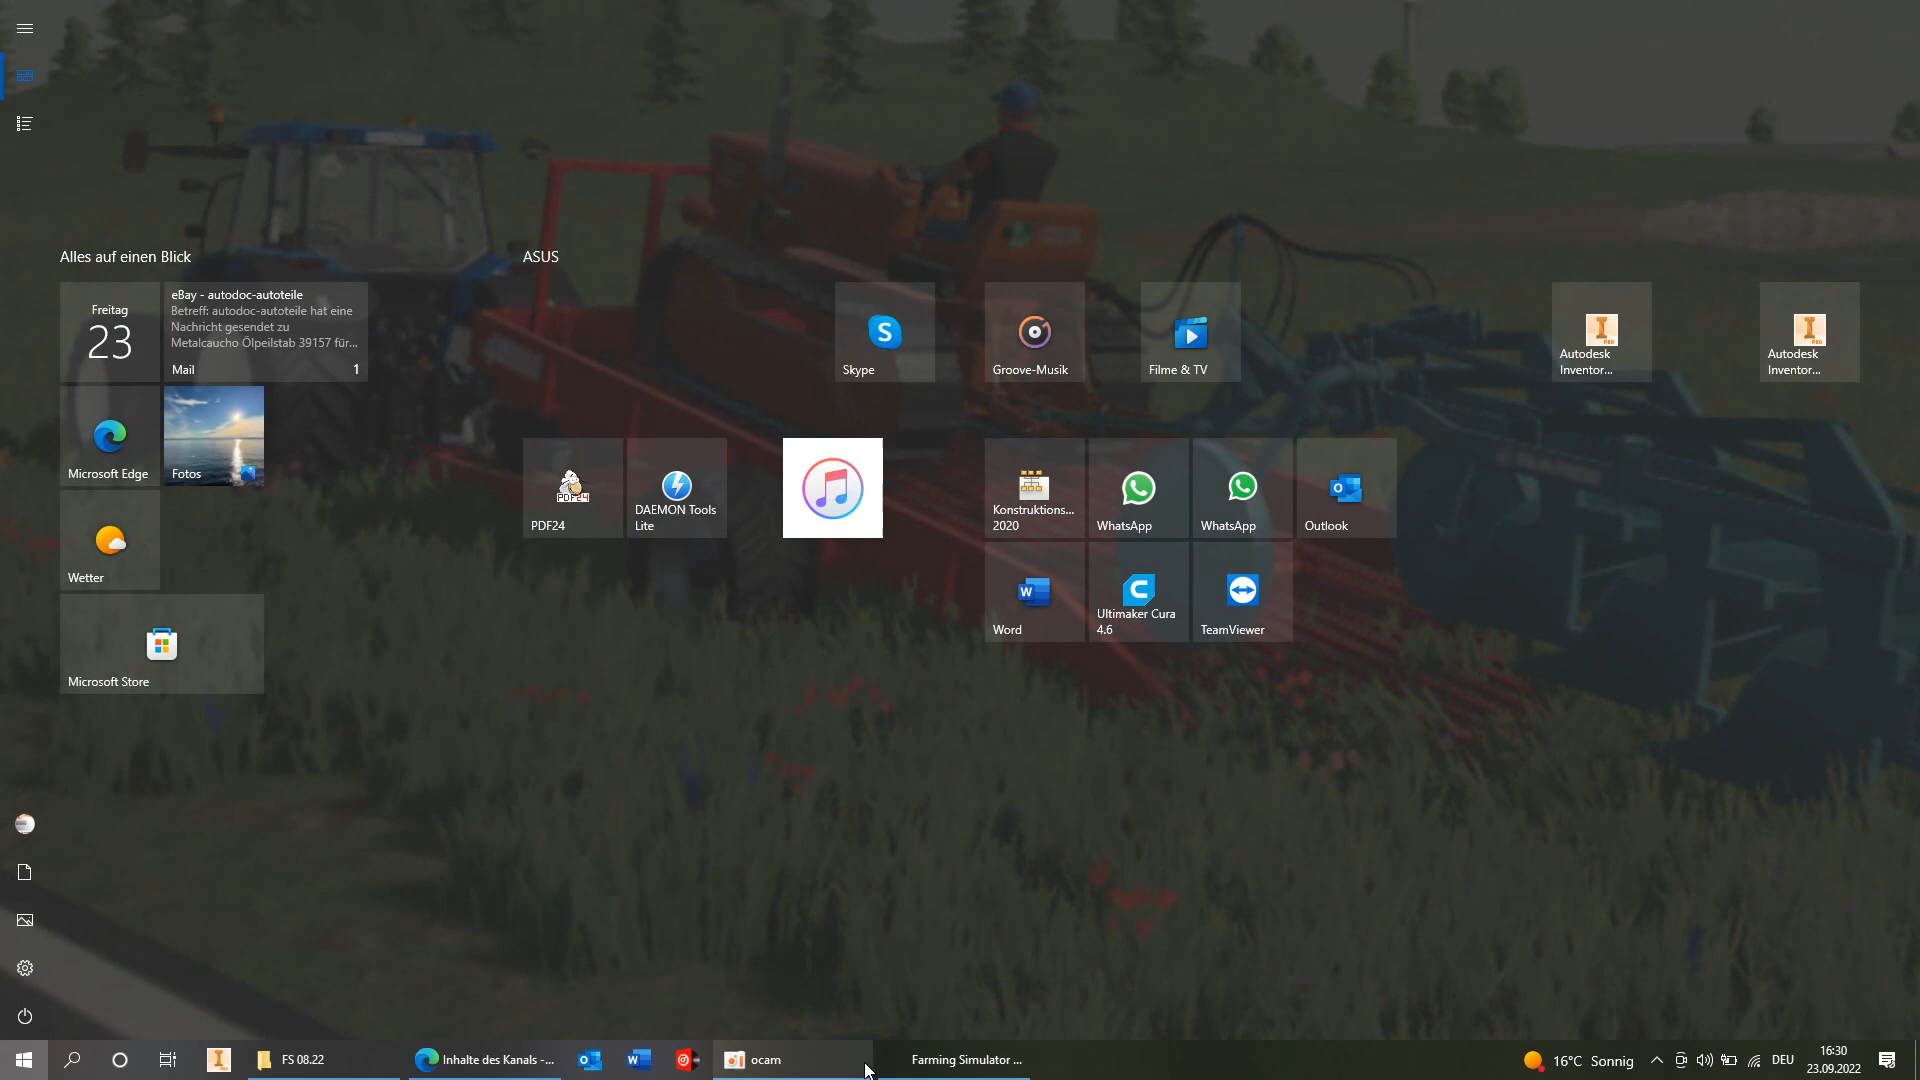 Alles auf einen Blick
ASUS
Freitag
23
eBay - autodoc-autoteile
Betreff: autodoc-autoteile hat eine
Nachricht gesendet zu
Metalcaucho Ölpeilstab 39157 für...
Mail 1
Skype
Groove-Musik
Filme & TV
Autodesk
Inventor...
Autodesk
Inventor...
Microsoft Edge
Fotos
PDF24
PDF24
DAEMON Tools
Lite
Konstruktions...
2020
WhatsApp
WhatsApp
Outlook
Wetter
Word
Ultimaker Cura
4.6
TeamViewer
Microsoft Store
FS 08.22
Inhalte des Kanals -...
ocam
Farming Simulator ...
16°C Sonnig
DEU
16:30
23.09.2022